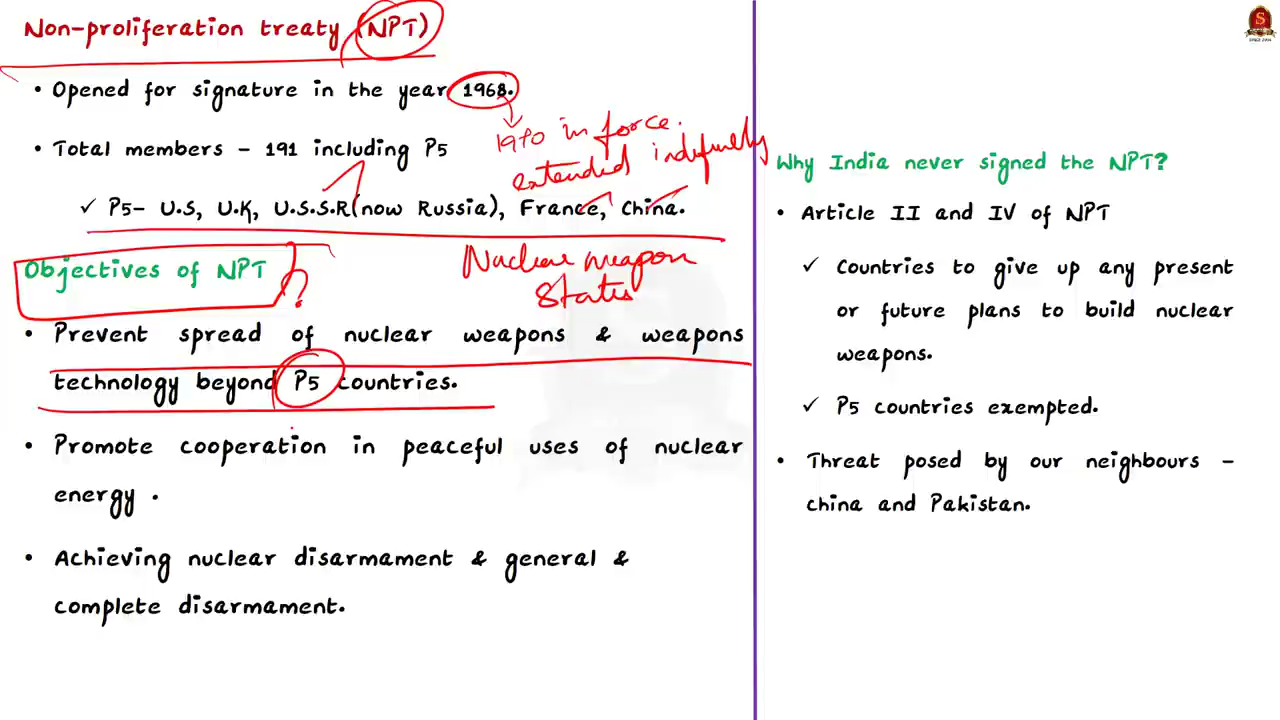 Non-proliferation treaty (NPT)
• Opened for signature in the year 1968.
1970 in force.
extended indefinitely
• Total members - 191 including P5
✓ P5- U.S, U.K, U.S.S.R(now Russia), France, China.
Nuclear weapon
States
Objectives of NPT
?
• Prevent spread of nuclear weapons & weapons
technology beyond P5 countries.
• Promote cooperation in peaceful uses of nuclear
energy .
• Achieving nuclear disarmament & general &
complete disarmament.
Why India never signed the NPT?
• Article II and IV of NPT
✓ Countries to give up any present
or future plans to build nuclear
weapons.
✓ P5 countries exempted.
• Threat posed by our neighbours -
china and Pakistan.
S